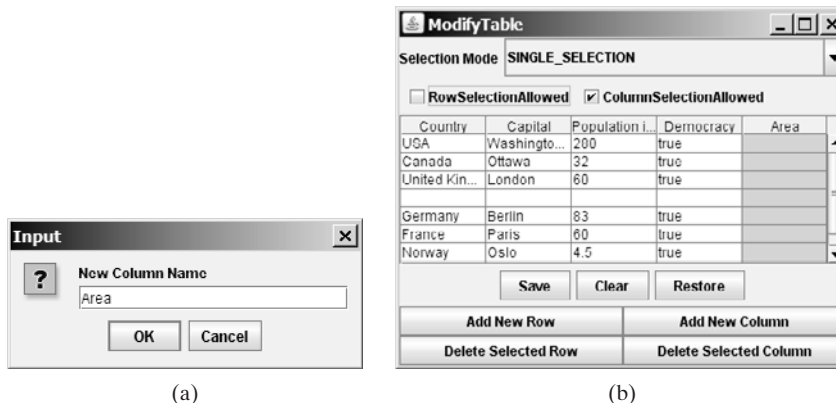 ModifyTable
Selection Mode SINGLE_SELECTION
RowSelectionAllowed ColumnSelectionAllowed
Country Capital Population i... Democracy Area
USA Washingto... 200 true
Canada Ottawa 32 true
United Kin... London 60 true
Germany Berlin 83 true
France Paris 60 true
Norway Oslo 4.5 true
Save Clear Restore
Add New Row Add New Column
Delete Selected Row Delete Selected Column
Input
New Column Name
Area
OK Cancel
(a) (b)